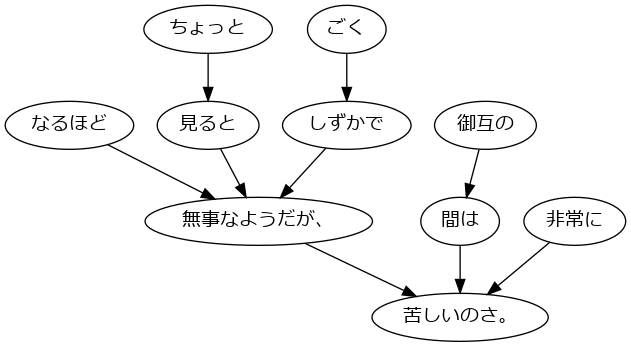 ちょっと
ごく
なるほど
見ると
しずかで
御互の
無事なようだが、
間は
非常に
苦しいのさ。